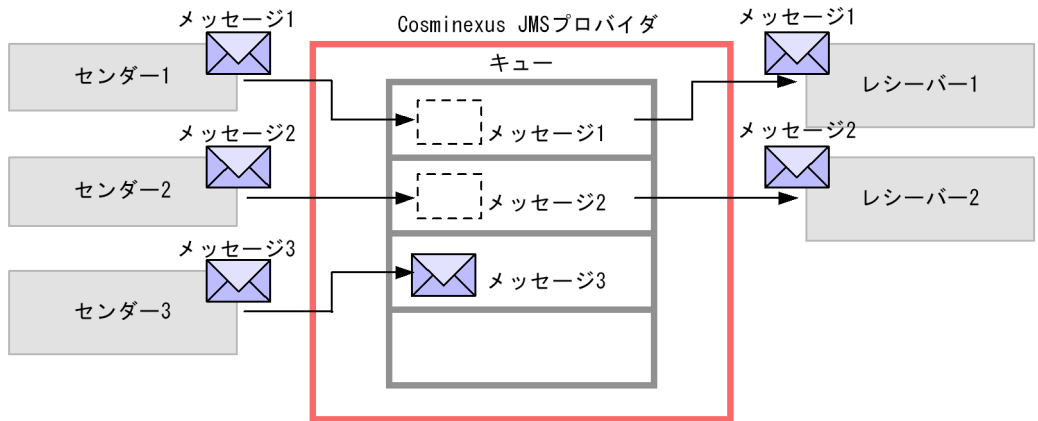 メッセージ1
Cosminexus JMSプロバイダ
メッセージ1
センダー1
キュー
レシーバー1
メッセージ1
メッセージ2
メッセージ2
センダー2
メッセージ2
レシーバー2
メッセージ3
メッセージ3
センダー3